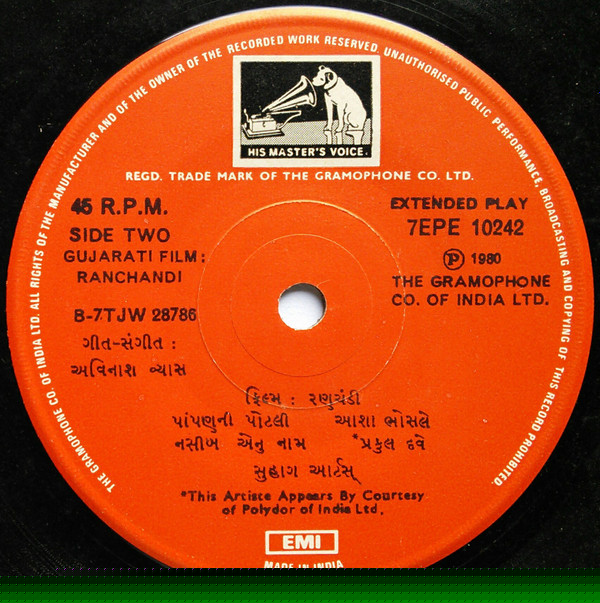 THE GRAMOPHONE CO. OF INDIA LTD. ALL RIGHTS OF THE MANUFACTURER AND OF THE OWNER OF THE RECORDED WORK RESERVED. UNAUTHORISED PUBLIC PERFORMANCE, BROADCASTING AND COPYING OF THIS RECORD PROHIBITED.
HIS MASTER'S VOICE.
REGD. TRADE MARK OF THE GRAMOPHONE CO. LTD.
45 R.P.M.
SIDE TWO
GUJARATI FILM:
RANCHANDI
B-7TJW 28786
ગીત-સંગીત :
અવિનાશ વ્યાસ
EXTENDED PLAY
7EPE 10242
Ⓟ 1980
THE GRAMOPHONE
CO. OF INDIA LTD.
ફિલ્મ : રણચંડી
પાંપણની પોટલી આશા ભોસલે
નસીબ એનુ નામ *પ્રફુલ દવે
સુહાગ આર્ટસ્
*This Artiste Appears By Courtesy
of Polydor of India Ltd.
EMI
MADE IN INDIA